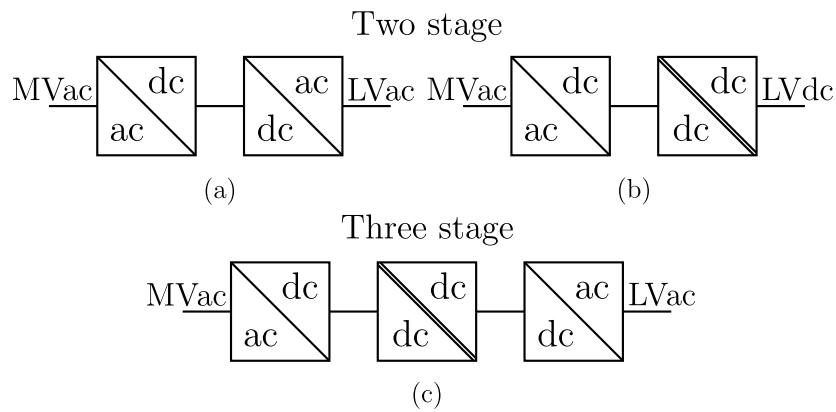 Two stage
MVac
dc
ac
ac
dc
LVac
MVac
dc
ac
dc
dc
LVdc
(a)
(b)
Three stage
MVac
dc
ac
dc
dc
ac
dc
LVac
(c)